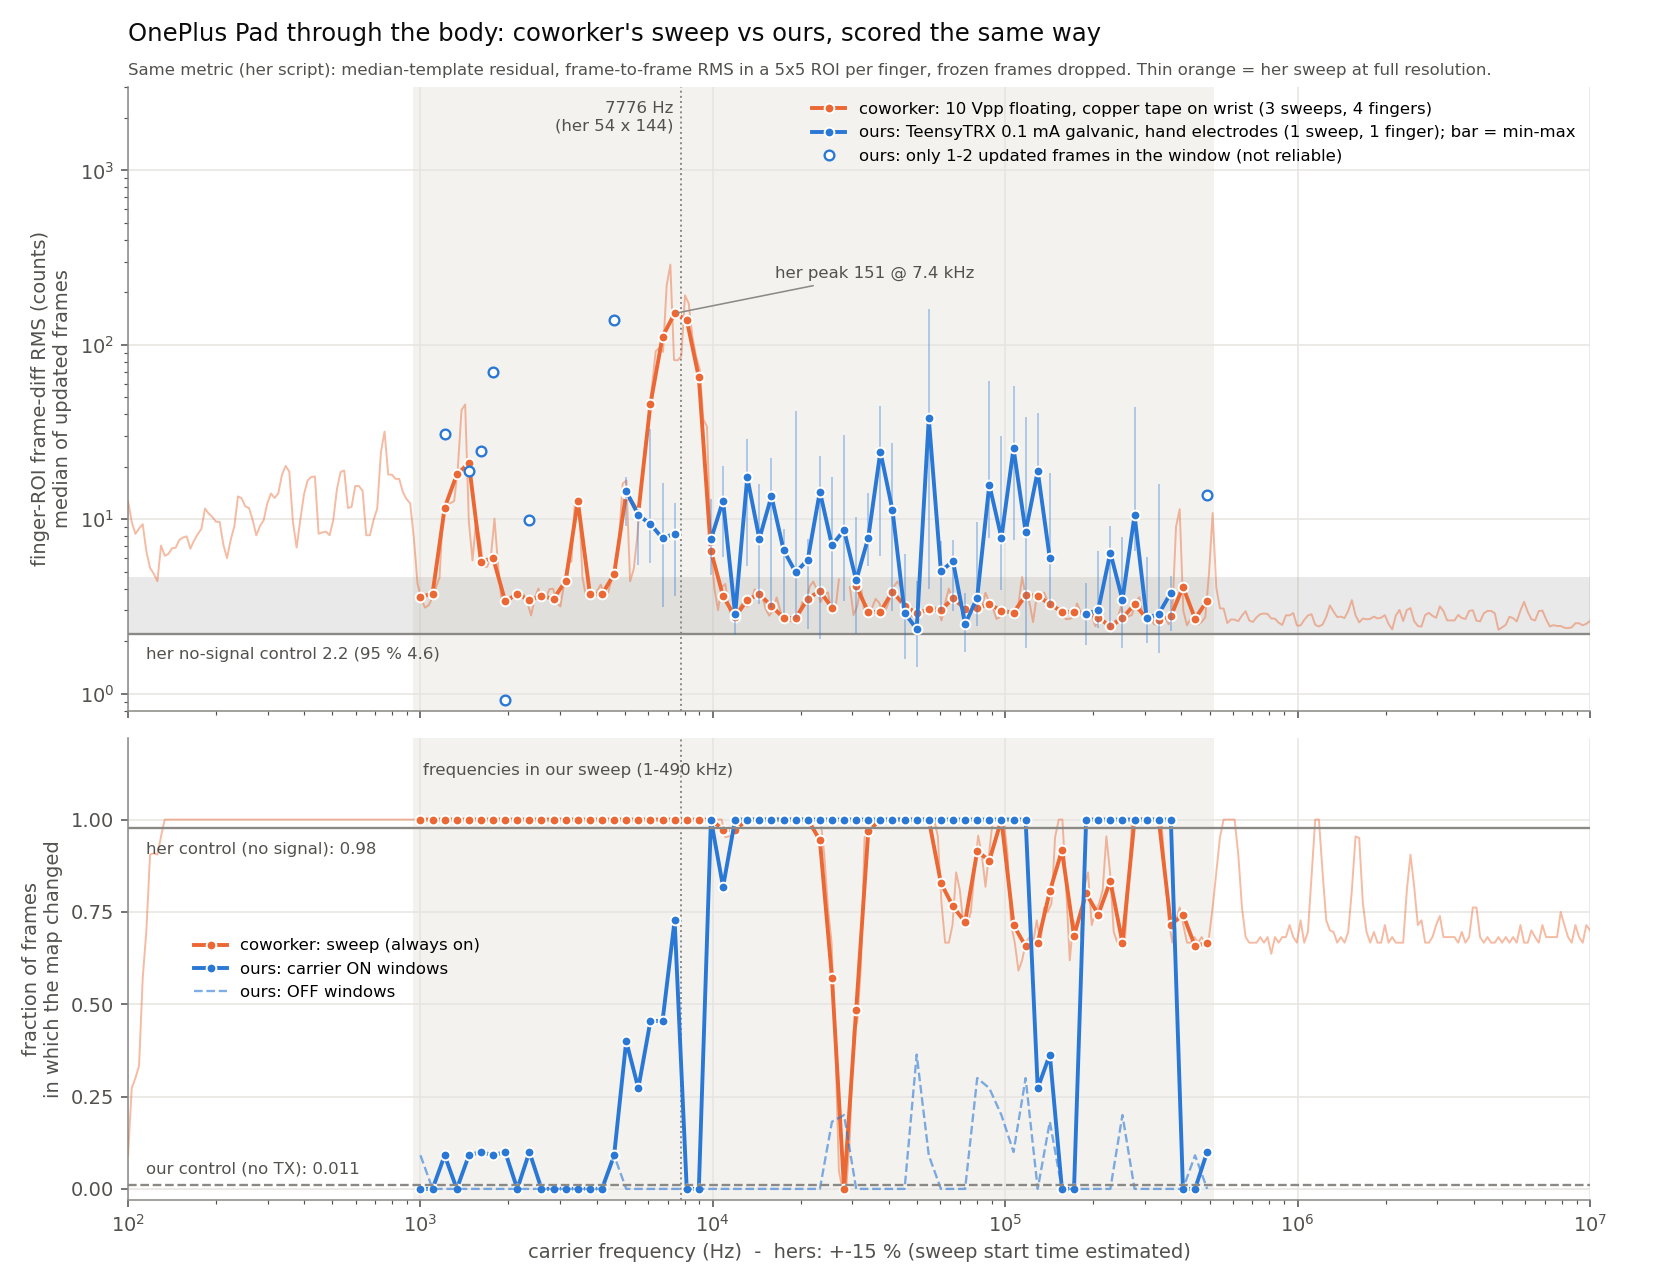 OnePlus Pad through the body: coworker's sweep vs ours, scored the same way
Same metric (her script): median-template residual, frame-to-frame RMS in a 5x5 ROI per finger, frozen frames dropped. Thin orange = her sweep at full resolution.
7776 Hz
(her 54 x 144)
coworker: 10 Vpp floating, copper tape on wrist (3 sweeps, 4 fingers)
ours: TeensyTRX 0.1 mA galvanic, hand electrodes (1 sweep, 1 finger); bar = min-max
ours: only 1-2 updated frames in the window (not reliable)
her peak 151 @ 7.4 kHz
her no-signal control 2.2 (95 % 4.6)
finger-ROI frame-diff RMS (counts)
median of updated frames
10³
10²
10¹
10⁰
frequencies in our sweep (1-490 kHz)
her control (no signal): 0.98
coworker: sweep (always on)
ours: carrier ON windows
ours: OFF windows
our control (no TX): 0.011
fraction of frames
in which the map changed
1.00
0.75
0.50
0.25
0.00
10² 10³ 10⁴ 10⁵ 10⁶ 10⁷
carrier frequency (Hz) - hers: +-15 % (sweep start time estimated)